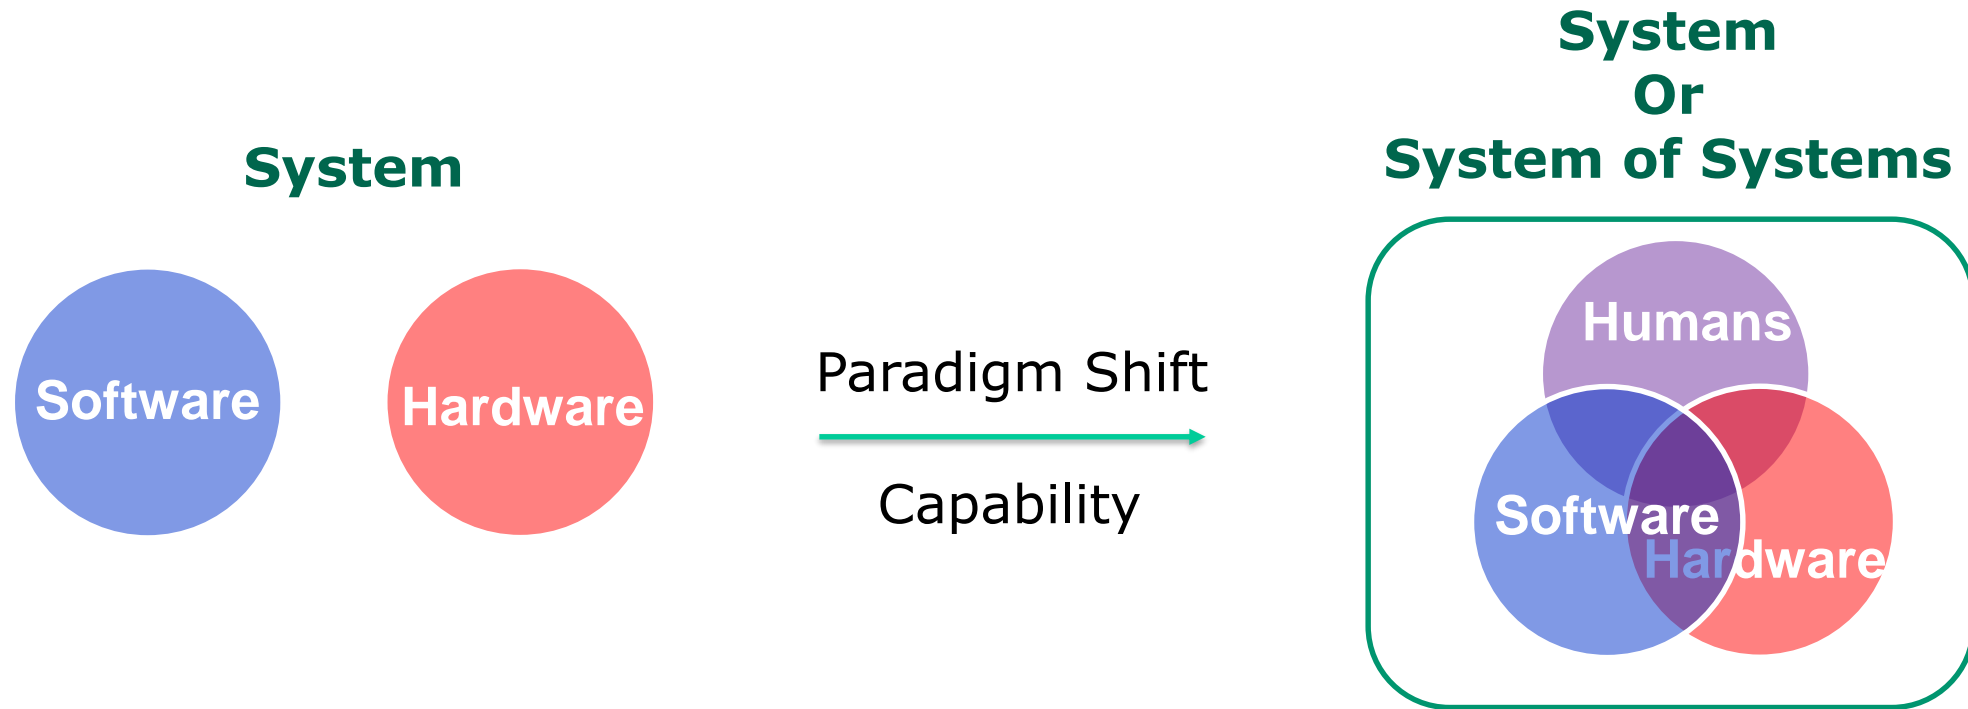 System
Software
Hardware
Paradigm Shift
Capability
System
Or
System of Systems
Humans
Software
Hardware